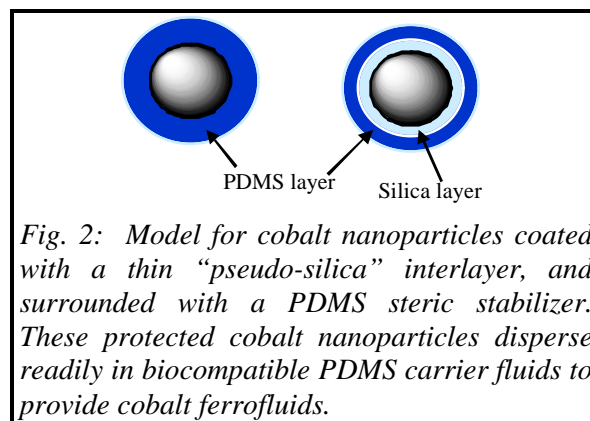 PDMS layer
Silica layer
Fig. 2: Model for cobalt nanoparticles coated
with a thin “pseudo-silica” interlayer, and
surrounded with a PDMS steric stabilizer.
These protected cobalt nanoparticles disperse
readily in biocompatible PDMS carrier fluids to
provide cobalt ferrofluids.